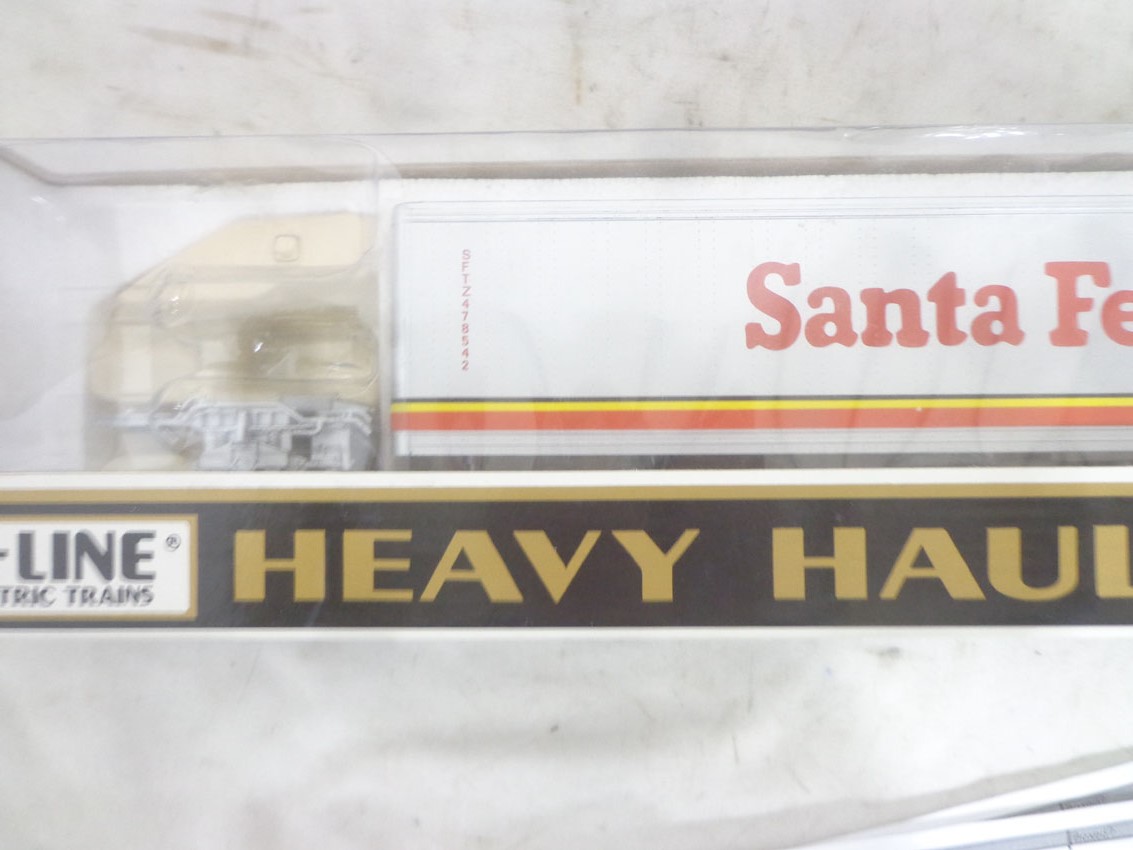 SFTZ478542
Santa Fe
-LINE®
TRIC TRAINS
HEAVY HAUL